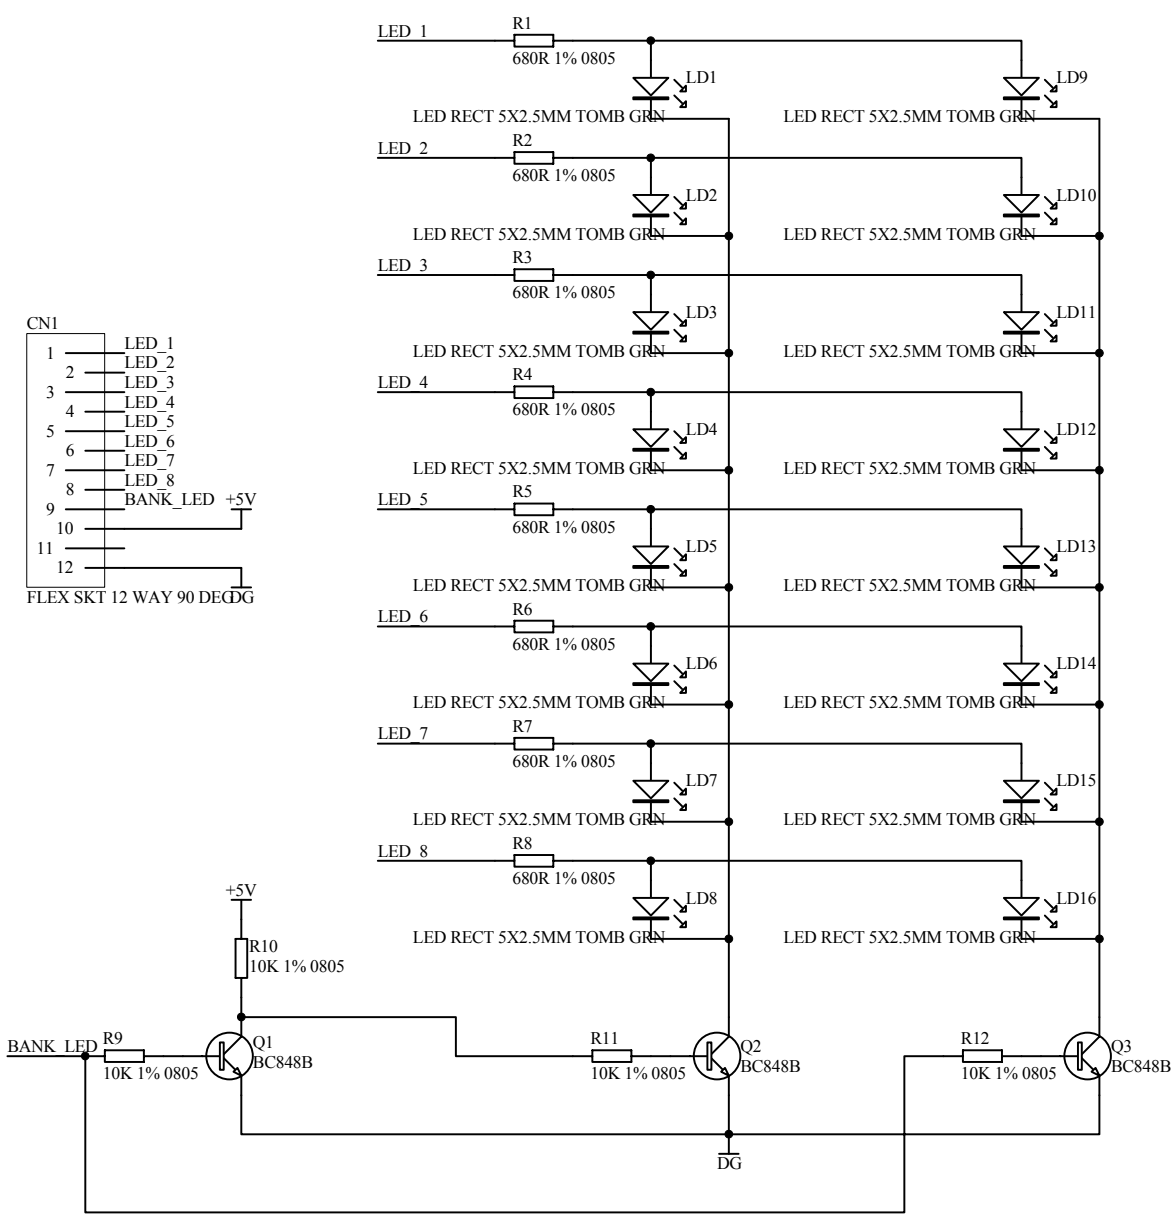 LED_1
R1
680R 1% 0805
LD1
LD9
LED RECT 5X2.5MM TOMB GRN
LED RECT 5X2.5MM TOMB GRN
LED_2
R2
680R 1% 0805
LD2
LD10
LED RECT 5X2.5MM TOMB GRN
LED RECT 5X2.5MM TOMB GRN
LED_3
R3
680R 1% 0805
LD3
LD11
LED RECT 5X2.5MM TOMB GRN
LED RECT 5X2.5MM TOMB GRN
CN1
1 LED_1
2 LED_2
3 LED_3
4 LED_4
5 LED_5
6 LED_6
7 LED_7
8 LED_8
9 BANK_LED +5V
10
11
12
FLEX SKT 12 WAY 90 DEG
DG
LED_4
R4
680R 1% 0805
LD4
LD12
LED RECT 5X2.5MM TOMB GRN
LED RECT 5X2.5MM TOMB GRN
LED_5
R5
680R 1% 0805
LD5
LD13
LED RECT 5X2.5MM TOMB GRN
LED RECT 5X2.5MM TOMB GRN
LED_6
R6
680R 1% 0805
LD6
LD14
LED RECT 5X2.5MM TOMB GRN
LED RECT 5X2.5MM TOMB GRN
LED_7
R7
680R 1% 0805
LD7
LD15
LED RECT 5X2.5MM TOMB GRN
LED RECT 5X2.5MM TOMB GRN
LED_8
R8
680R 1% 0805
LD8
LD16
LED RECT 5X2.5MM TOMB GRN
LED RECT 5X2.5MM TOMB GRN
+5V
R10
10K 1% 0805
BANK_LED
R9
10K 1% 0805
Q1
BC848B
R11
10K 1% 0805
Q2
BC848B
R12
10K 1% 0805
Q3
BC848B
DG